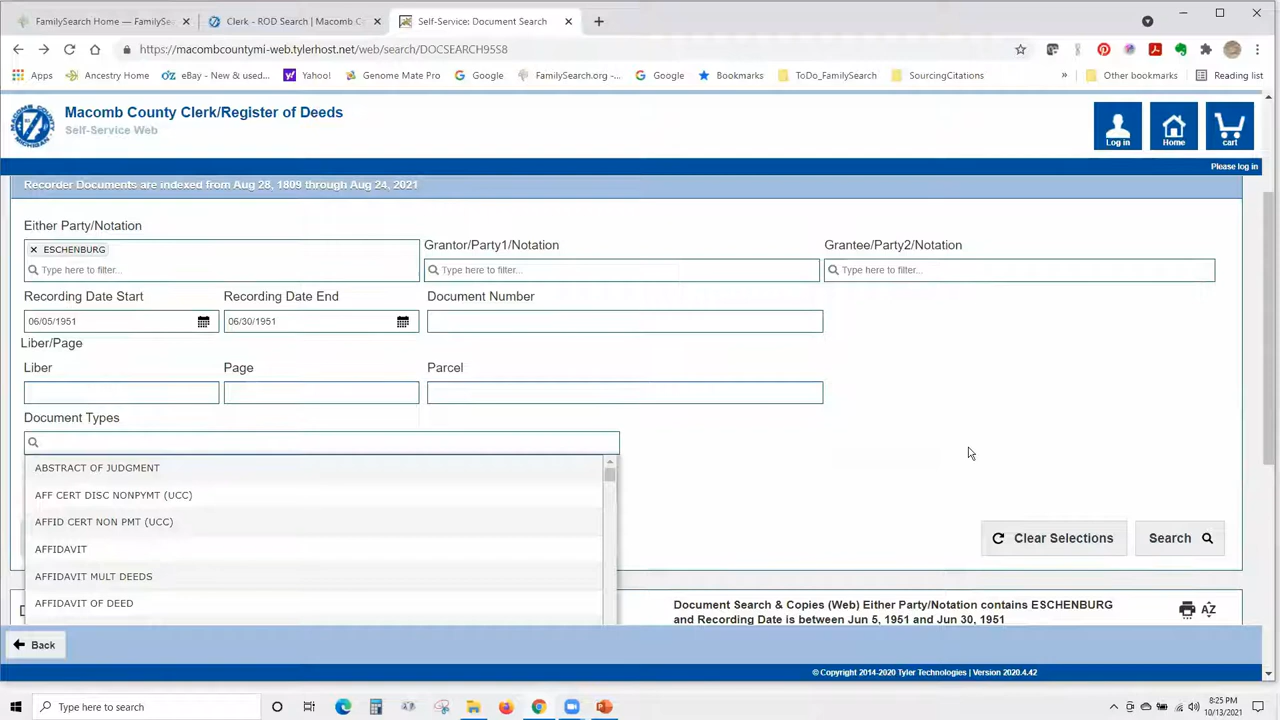 FamilySearch Home — FamilySe
Clerk - ROD Search | Macomb C
Self-Service: Document Search
https://macombcountymi-web.tylerhost.net/web/search/DOCSEARCH95S8
Apps
Ancestry Home
eBay - New & used...
Yahoo!
Genome Mate Pro
Google
FamilySearch.org -...
Google
Bookmarks
ToDo_FamilySearch
SourcingCitations
»
Other bookmarks
Reading list
Macomb County Clerk/Register of Deeds
Self-Service Web
Log in
Home
cart
Please log in
Recorder Documents are indexed from Aug 28, 1809 through Aug 24, 2021
Either Party/Notation
ESCHENBURG
Type here to filter...
Grantor/Party1/Notation
Type here to filter...
Grantee/Party2/Notation
Type here to filter...
Recording Date Start
Recording Date End
Document Number
06/05/1951
06/30/1951
Liber/Page
Liber
Page
Parcel
Document Types
ABSTRACT OF JUDGMENT
AFF CERT DISC NONPYMT (UCC)
AFFID CERT NON PMT (UCC)
AFFIDAVIT
AFFIDAVIT MULT DEEDS
AFFIDAVIT OF DEED
Clear Selections
Search
Document Search & Copies (Web) Either Party/Notation contains ESCHENBURG
and Recording Date is between Jun 5, 1951 and Jun 30, 1951
AZ
Back
© Copyright 2014-2020 Tyler Technologies | Version 2020.4.42
Type here to search
8:25 PM
10/13/2021